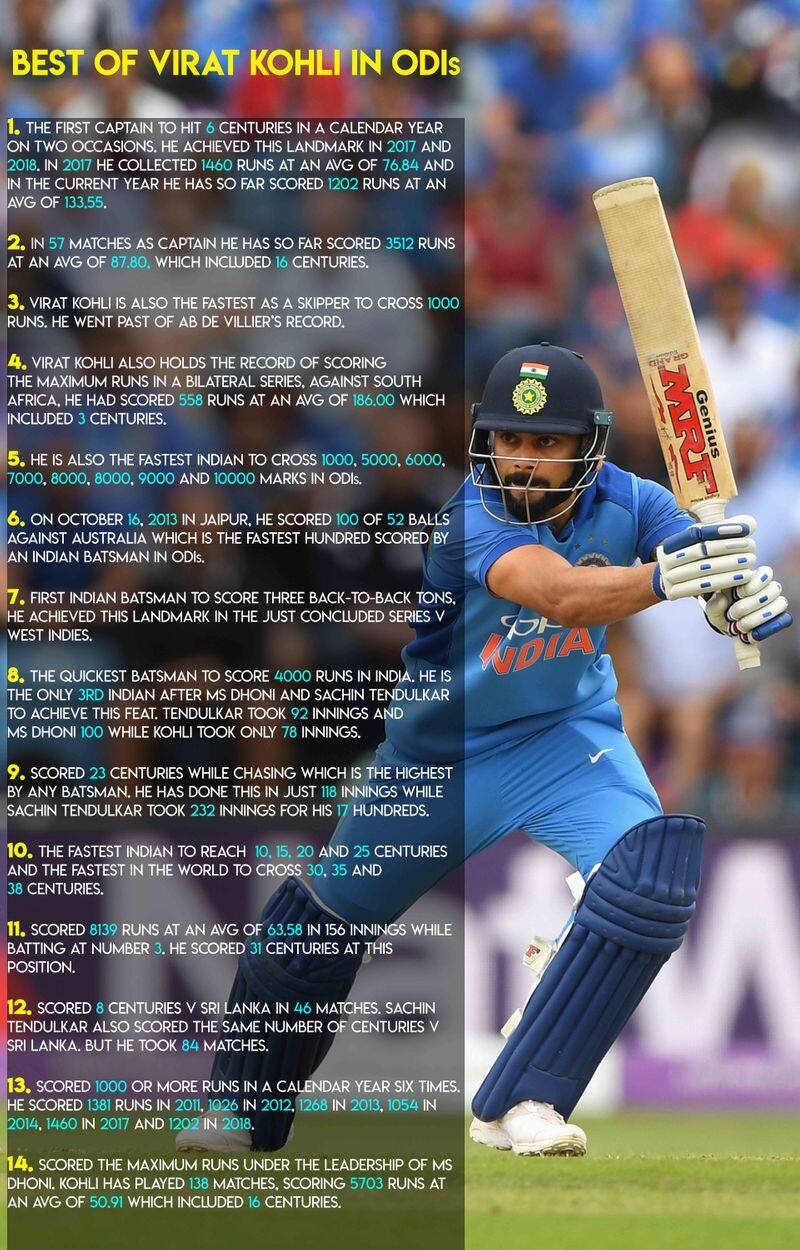 BEST OF VIRAT KOHLI IN ODIs
1. THE FIRST CAPTAIN TO HIT 6 CENTURIES IN A CALENDAR YEAR
ON TWO OCCASIONS. HE ACHIEVED THIS LANDMARK IN 2017 AND
2018. IN 2017 HE COLLECTED 1460 RUNS AT AN AVG OF 76.84 AND
IN THE CURRENT YEAR HE HAS SO FAR SCORED 1202 RUNS AT AN
AVG OF 133.55.
2. IN 57 MATCHES AS CAPTAIN HE HAS SO FAR SCORED 3512 RUNS
AT AN AVG OF 87.80, WHICH INCLUDED 16 CENTURIES.
3. VIRAT KOHLI IS ALSO THE FASTEST AS A SKIPPER TO CROSS 1000
RUNS. HE WENT PAST OF AB DE VILLIER'S RECORD.
4. VIRAT KOHLI ALSO HOLDS THE RECORD OF SCORING
THE MAXIMUM RUNS IN A BILATERAL SERIES, AGAINST SOUTH
AFRICA, HE HAD SCORED 558 RUNS AT AN AVG OF 186.00 WHICH
INCLUDED 3 CENTURIES.
5. HE IS ALSO THE FASTEST INDIAN TO CROSS 1000, 5000, 6000,
7000, 8000, 8000, 9000 AND 10000 MARKS IN ODIs.
6. ON OCTOBER 16, 2013 IN JAIPUR, HE SCORED 100 OF 52 BALLS
AGAINST AUSTRALIA WHICH IS THE FASTEST HUNDRED SCORED BY
AN INDIAN BATSMAN IN ODIs.
7. FIRST INDIAN BATSMAN TO SCORE THREE BACK-TO-BACK TONS,
HE ACHIEVED THIS LANDMARK IN THE JUST CONCLUDED SERIES V
WEST INDIES.
8. THE QUICKEST BATSMAN TO SCORE 4000 RUNS IN INDIA. HE IS
THE ONLY 3RD INDIAN AFTER MS DHONI AND SACHIN TENDULKAR
TO ACHIEVE THIS FEAT. TENDULKAR TOOK 92 INNINGS AND
MS DHONI 100 WHILE KOHLI TOOK ONLY 78 INNINGS.
9. SCORED 23 CENTURIES WHILE CHASING WHICH IS THE HIGHEST
BY ANY BATSMAN. HE HAS DONE THIS IN JUST 118 INNINGS WHILE
SACHIN TENDULKAR TOOK 232 INNINGS FOR HIS 17 HUNDREDS.
10. THE FASTEST INDIAN TO REACH 10, 15, 20 AND 25 CENTURIES
AND THE FASTEST IN THE WORLD TO CROSS 30, 35 AND
38 CENTURIES.
11. SCORED 8139 RUNS AT AN AVG OF 63.58 IN 156 INNINGS WHILE
BATTING AT NUMBER 3. HE SCORED 31 CENTURIES AT THIS
POSITION.
12. SCORED 8 CENTURIES V SRI LANKA IN 46 MATCHES. SACHIN
TENDULKAR ALSO SCORED THE SAME NUMBER OF CENTURIES V
SRI LANKA. BUT HE TOOK 84 MATCHES.
13. SCORED 1000 OR MORE RUNS IN A CALENDAR YEAR SIX TIMES.
HE SCORED 1381 RUNS IN 2011, 1026 IN 2012, 1268 IN 2013, 1054 IN
2014, 1460 IN 2017 AND 1202 IN 2018.
14. SCORED THE MAXIMUM RUNS UNDER THE LEADERSHIP OF MS
DHONI. KOHLI HAS PLAYED 138 MATCHES, SCORING 5703 RUNS AT
AN AVG OF 50.91 WHICH INCLUDED 16 CENTURIES.
GRAND
MRF
Genius
INDIA